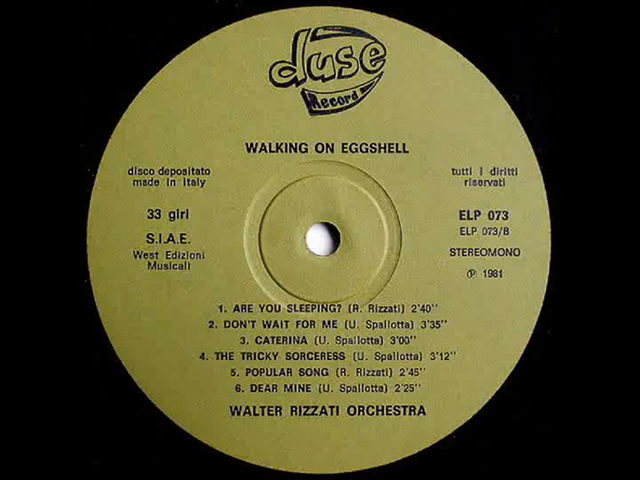 duse
Record
WALKING ON EGGSHELL
disco depositato
made in Italy
tutti i diritti
riservati
33 giri
ELP 073
S.I.A.E.
ELP 073/B
West Edizioni
Musicali
STEREOMONO
℗ 1981
1. ARE YOU SLEEPING? (R. Rizzati) 2'40''
2. DON'T WAIT FOR ME (U. Spallotta) 3'35''
3. CATERINA (U. Spallotta) 3'00''
4. THE TRICKY SORCERESS (U. Spallotta) 3'12''
5. POPULAR SONG (R. Rizzati) 2'45''
6. DEAR MINE (U. Spallotta) 2'25''
WALTER RIZZATI ORCHESTRA